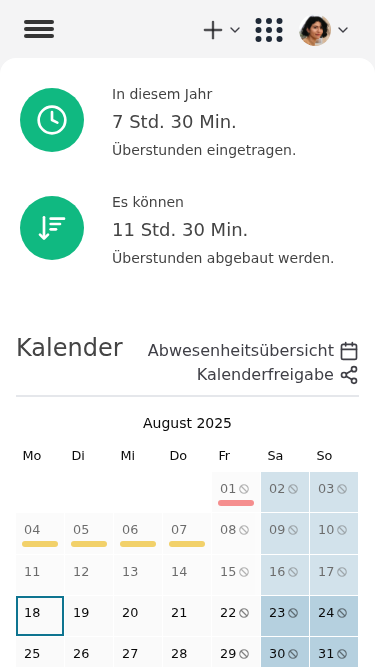 In diesem Jahr
7 Std. 30 Min.
Überstunden eingetragen.
Es können
11 Std. 30 Min.
Überstunden abgebaut werden.
Kalender
Abwesenheitsübersicht
Kalenderfreigabe
August 2025
Mo Di Mi Do Fr Sa So
01 02 03
04 05 06 07 08 09 10
11 12 13 14 15 16 17
18 19 20 21 22 23 24
25 26 27 28 29 30 31